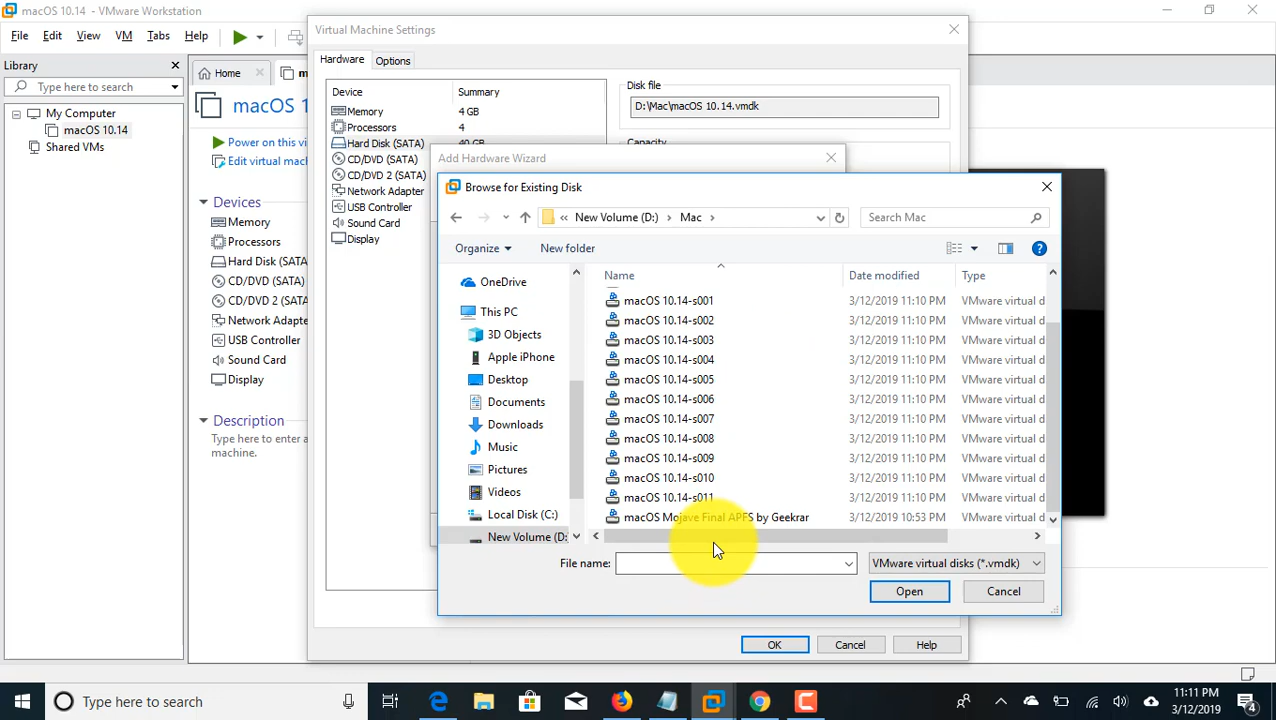 macOS 10.14 - VMware Workstation
File Edit View VM Tabs Help
Library
Type here to search
My Computer
macOS 10.14
Shared VMs
Home
macOS 1
Power on this vi
Edit virtual mach
Devices
Memory
Processors
Hard Disk (SATA)
CD/DVD (SATA)
CD/DVD 2 (SATA
Network Adapte
USB Controller
Sound Card
Display
Description
Type here to enter a
machine.
Virtual Machine Settings
Hardware Options
Device Summary
Memory 4 GB
Processors 4
Hard Disk (SATA) 40 GB
CD/DVD (SATA)
CD/DVD 2 (SATA)
Network Adapter
USB Controller
Sound Card
Display
Disk file
D:\Mac\macOS 10.14.vmdk
Capacity
Add Hardware Wizard
Browse for Existing Disk
« New Volume (D:) > Mac >
Search Mac
Organize New folder
OneDrive
This PC
3D Objects
Apple iPhone
Desktop
Documents
Downloads
Music
Pictures
Videos
Local Disk (C:)
New Volume (D:
Name Date modified Type
macOS 10.14-s001 3/12/2019 11:10 PM VMware virtual d
macOS 10.14-s002 3/12/2019 11:10 PM VMware virtual d
macOS 10.14-s003 3/12/2019 11:10 PM VMware virtual d
macOS 10.14-s004 3/12/2019 11:10 PM VMware virtual d
macOS 10.14-s005 3/12/2019 11:10 PM VMware virtual d
macOS 10.14-s006 3/12/2019 11:10 PM VMware virtual d
macOS 10.14-s007 3/12/2019 11:10 PM VMware virtual d
macOS 10.14-s008 3/12/2019 11:10 PM VMware virtual d
macOS 10.14-s009 3/12/2019 11:10 PM VMware virtual d
macOS 10.14-s010 3/12/2019 11:10 PM VMware virtual d
macOS 10.14-s011 3/12/2019 11:10 PM VMware virtual d
macOS Mojave Final APFS by Geekrar 3/12/2019 10:53 PM VMware virtual d
File name:
VMware virtual disks (*.vmdk)
Open Cancel
OK Cancel Help
Type here to search
11:11 PM
3/12/2019
4